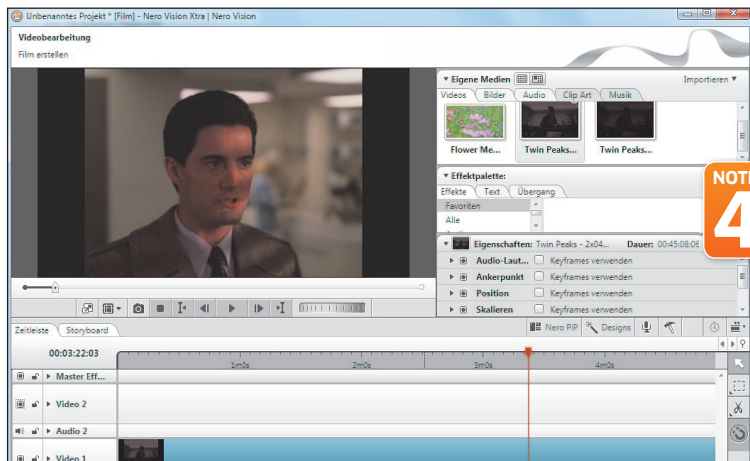 Unbenanntes Projekt * [Film] - Nero Vision Xtra | Nero Vision
Videobearbeitung
Film erstellen
Eigene Medien
Importieren
Videos Bilder Audio Clip Art Musik
Flower Me... Twin Peaks... Twin Peaks...
Effektpalette:
Effekte Text Übergang
Favoriten
Alle
NOTE
4
Eigenschaften: Twin Peaks - 2x04... Dauer: 00:45:08:06
Audio-Laut... Keyframes verwenden
Ankerpunkt Keyframes verwenden
Position Keyframes verwenden
Skalieren Keyframes verwenden
Zeitleiste Storyboard
Nero PiP Designs
00:03:22:03
1m0s 2m0s 3m0s 4m0s
Master Eff...
Video 2
Audio 2
Video 1